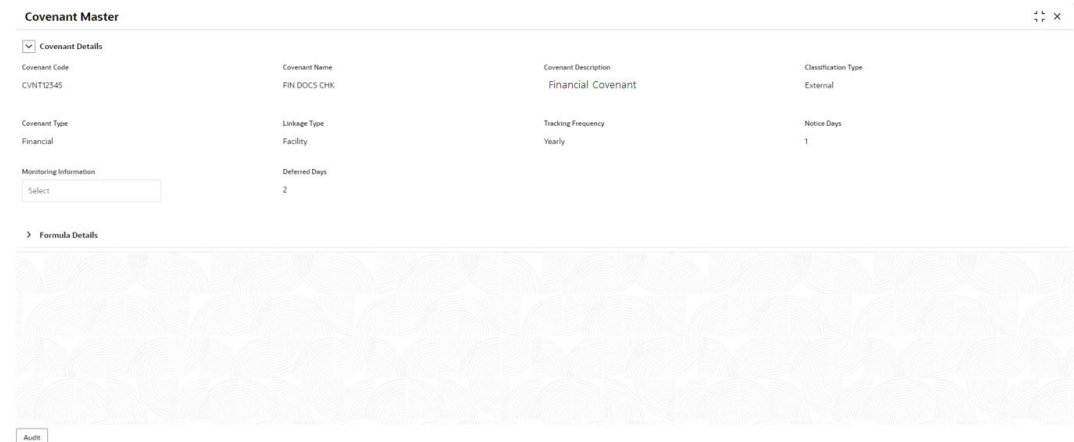 Covenant Master
Covenant Details
Covenant Code Covenant Name Covenant Description Classification Type
CVNT12345 FIN DOCS CHK Financial Covenant External
Covenant Type Linkage Type Tracking Frequency Notice Days
Financial Facility Yearly 1
Monitoring Information Deferred Days
Select 2
Formula Details
Audit